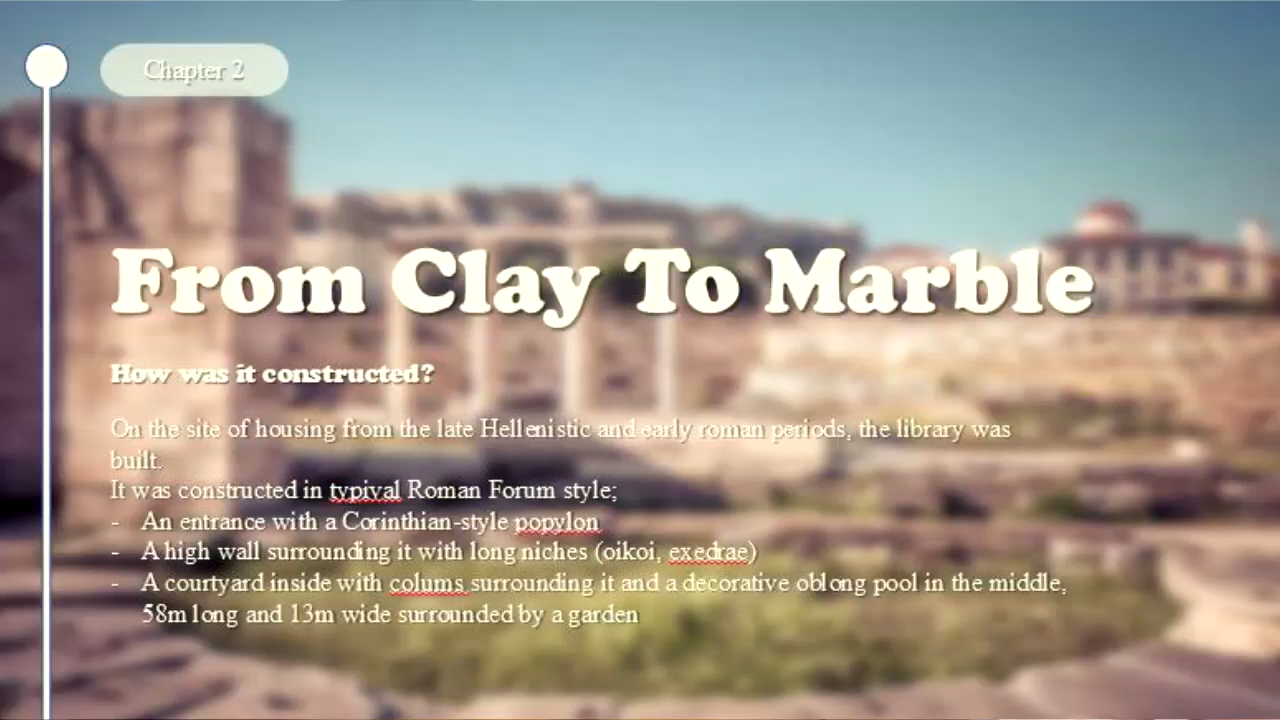 Chapter 2
From Clay To Marble
How was it constructed?
On the site of housing from the late Hellenistic and early roman periods, the library was
built.
It was constructed in typival Roman Forum style;
- An entrance with a Corinthian-style popylon
- A high wall surrounding it with long niches (oikoi, exedrae)
- A courtyard inside with colums surrounding it and a decorative oblong pool in the middle,
58m long and 13m wide surrounded by a garden